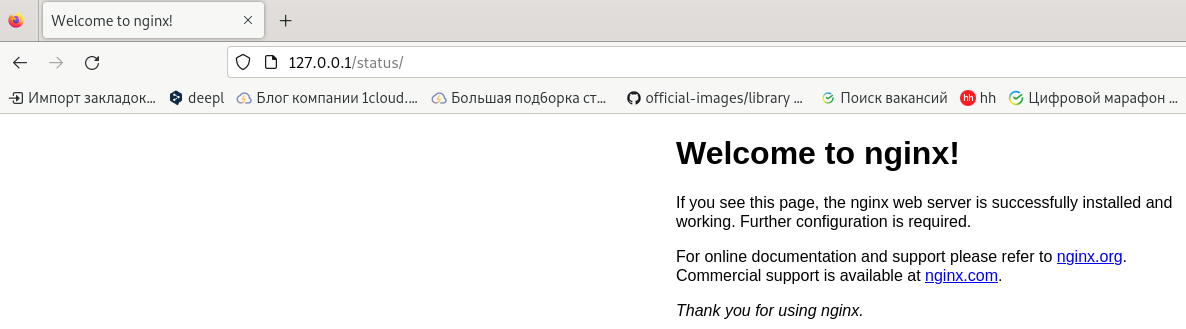 Welcome to nginx!
127.0.0.1/status/
Импорт закладок... deepl Блог компании 1cloud.... Большая подборка ст... official-images/library ... Поиск вакансий hh hh Цифровой марафон ...
Welcome to nginx!
If you see this page, the nginx web server is successfully installed and
working. Further configuration is required.
For online documentation and support please refer to nginx.org.
Commercial support is available at nginx.com.
Thank you for using nginx.